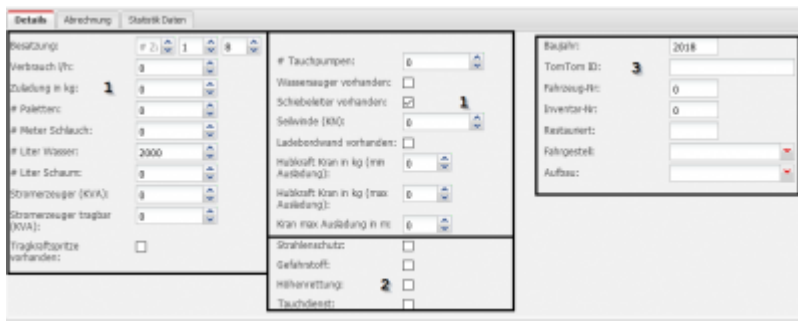 Details Abrechnung Statistik Daten
Besatzung: # Zu 1 8
Verbrauch l/h: 0
Zuladung in kg: 0
1
# Paletten: 0
# Meter Schlauch: 0
# Liter Wasser: 2000
# Liter Schaum: 0
Stromerzeuger (KVA): 0
Stromerzeuger tragbar
(KVA): 0
Tragkraftspritze
vorhanden:
# Tauchpumpen: 0
Wassersauger vorhanden:
Schiebeleiter vorhanden:
1
Seilwinde (KN): 0
Ladebordwand vorhanden:
Hubkraft Kran in kg (min
Ausladung): 0
Hubkraft Kran in kg (max
Ausladung): 0
Kran max Ausladung in m: 0
Strahlenschutz:
Gefahrstoff:
Höhenrettung: 2
Tauchdienst:
Baujahr: 2018
TomTom ID: 3
Fahrzeug-Nr: 0
Inventar-Nr: 0
Restauriert:
Fahrgestell:
Aufbau: